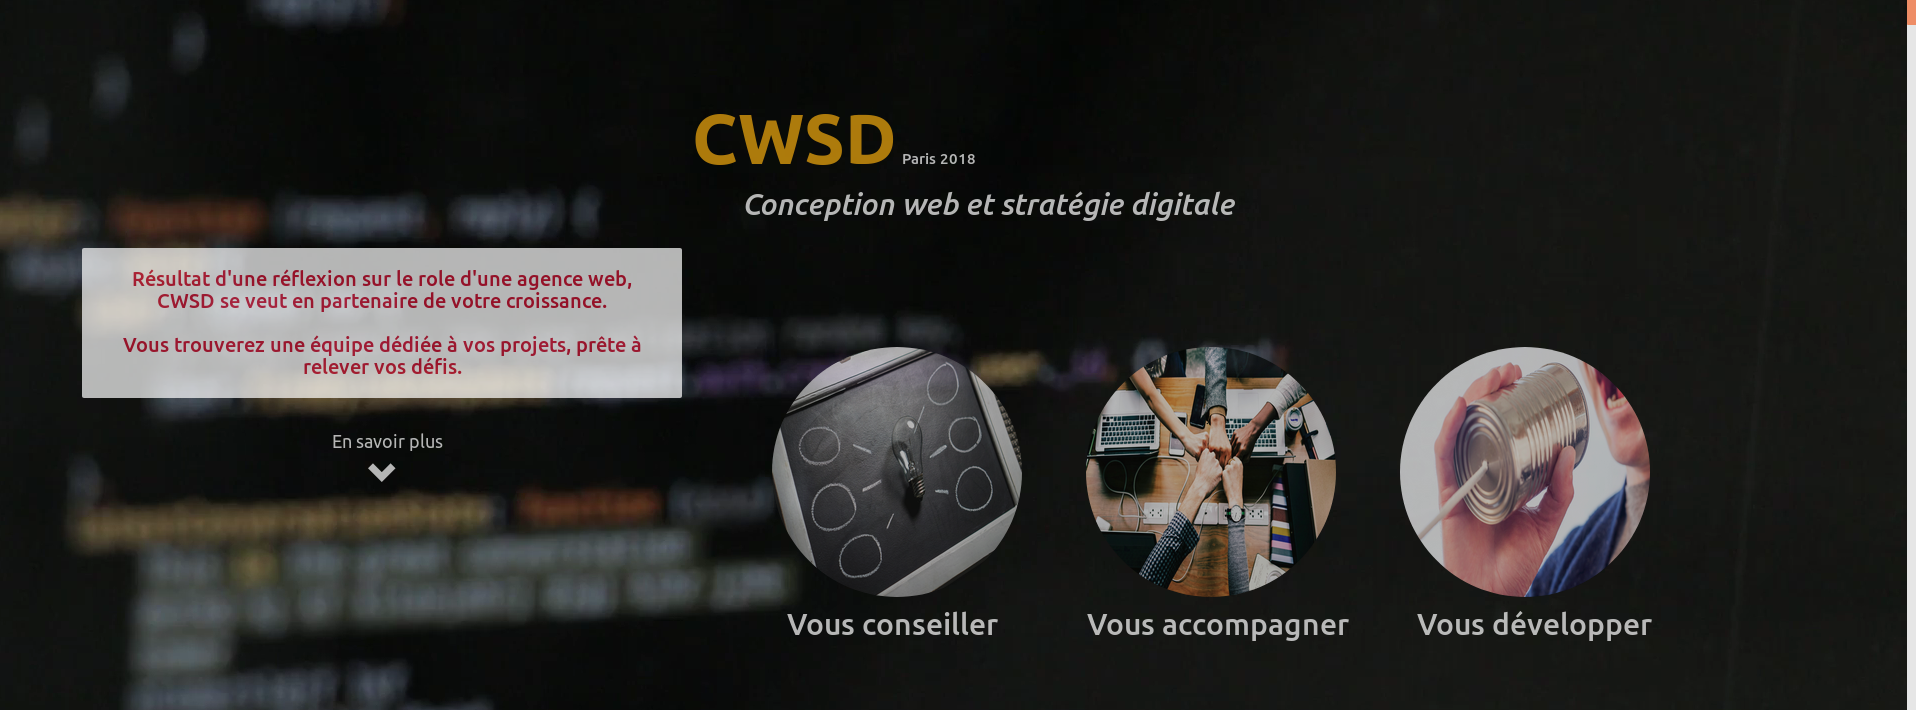 CWSD Paris 2018
Conception web et stratégie digitale
Résultat d'une réflexion sur le role d'une agence web,
CWSD se veut en partenaire de votre croissance.
Vous trouverez une équipe dédiée à vos projets, prête à
relever vos défis.
En savoir plus
Vous conseiller
Vous accompagner
Vous développer